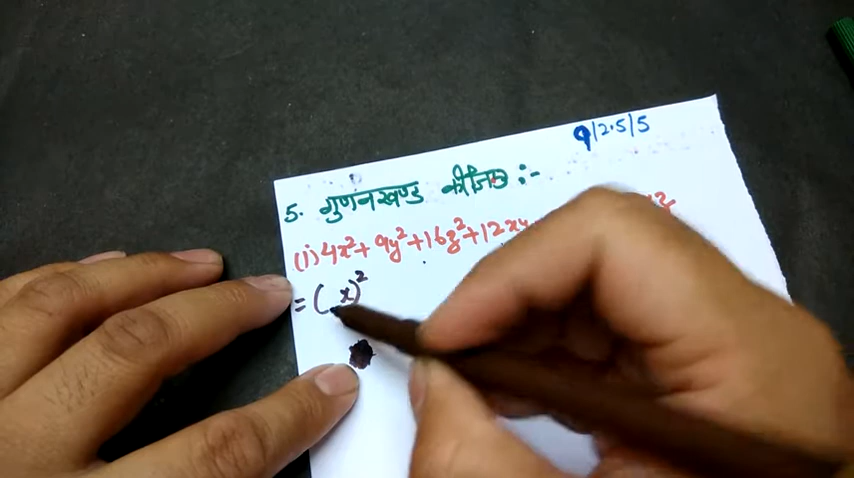 9/2.5/5
5. गुणनखण्ड कीजिए :-
(i) 4x² + 9y² + 16z² + 12xy
= ( x)²